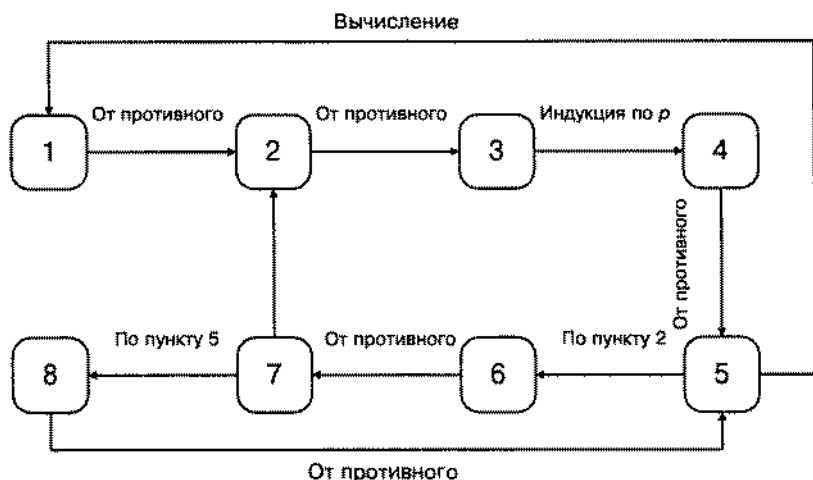 Вычисление
От противного
От противного
Индукция по p
1
2
3
4
От противного
По пункту 5
От противного
По пункту 2
8
7
6
5
От противного